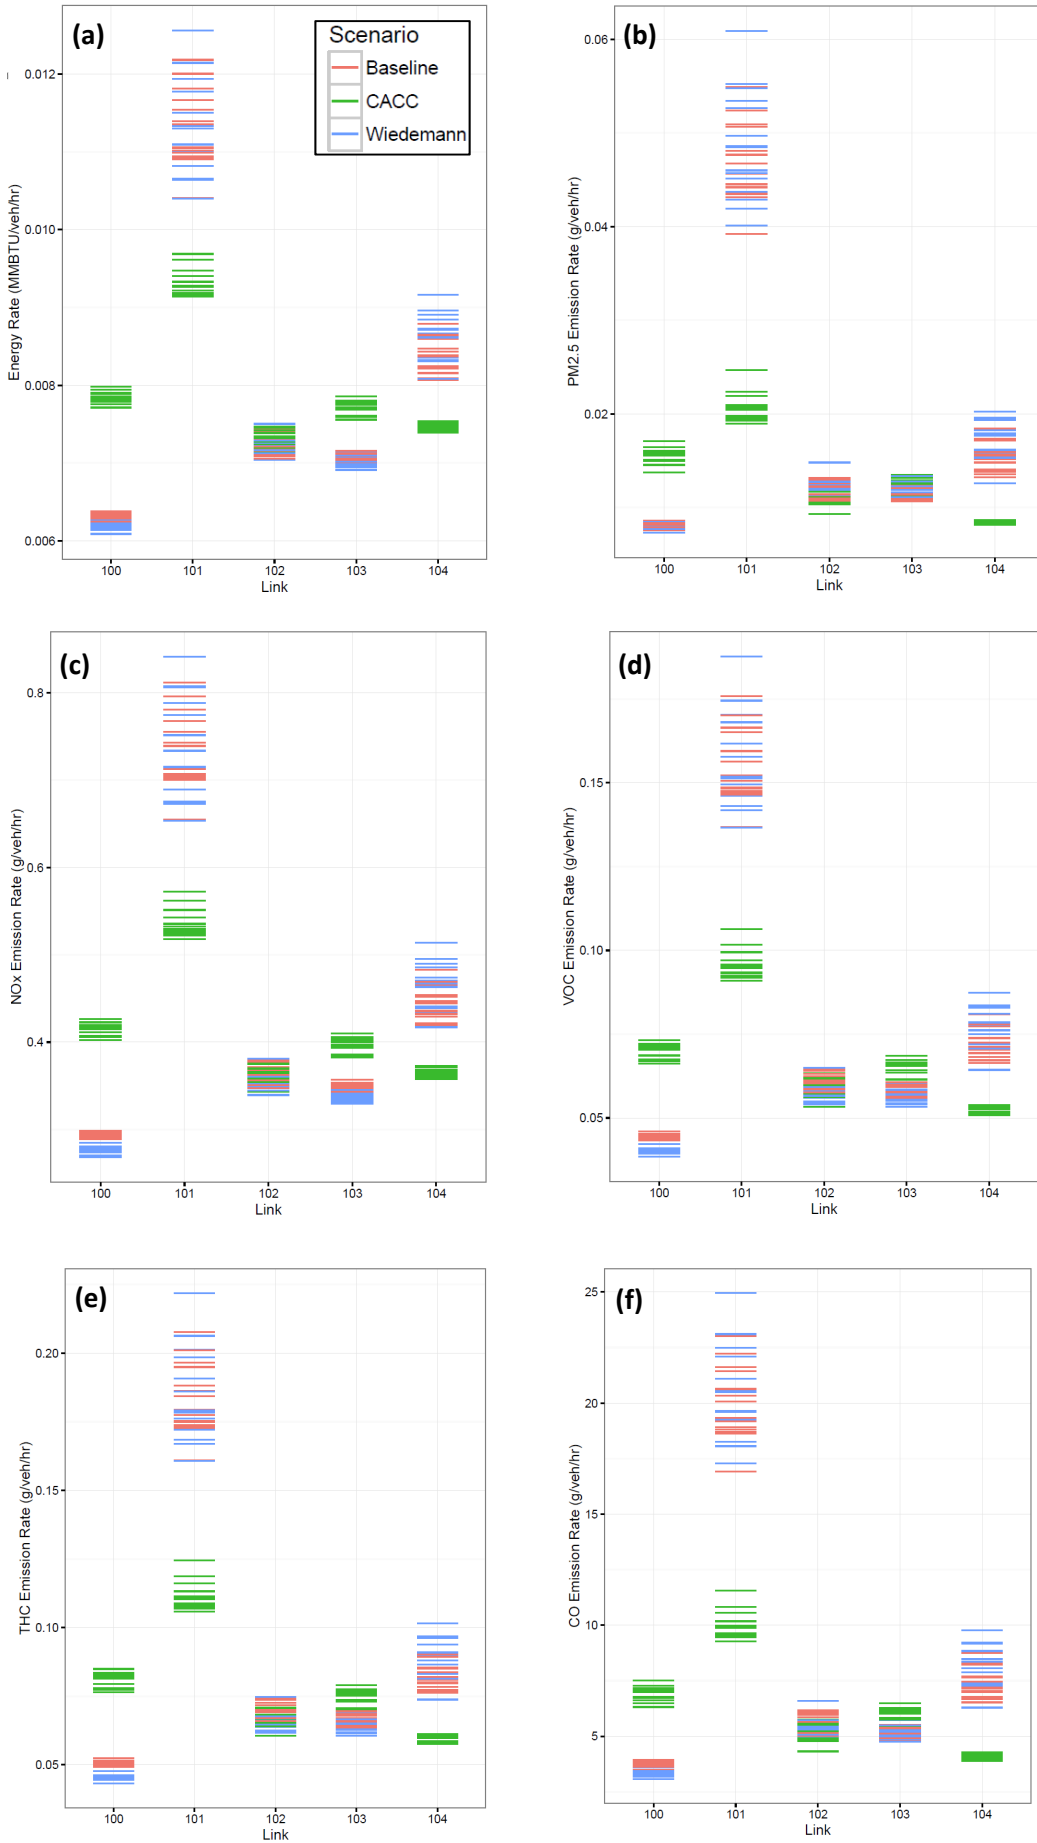 (a)
Scenario
Baseline
CACC
Wiedemann
0.012
0.010
0.008
0.006
Energy Rate (MMBTU/veh/hr)
100 101 102 103 104
Link
(b)
0.06
0.04
0.02
PM2.5 Emission Rate (g/veh/hr)
100 101 102 103 104
Link
(c)
0.8
0.6
0.4
NOx Emission Rate (g/veh/hr)
100 101 102 103 104
Link
(d)
0.15
0.10
0.05
VOC Emission Rate (g/veh/hr)
100 101 102 103 104
Link
(e)
0.20
0.15
0.10
0.05
THC Emission Rate (g/veh/hr)
100 101 102 103 104
Link
(f)
25
20
15
10
5
CO Emission Rate (g/veh/hr)
100 101 102 103 104
Link